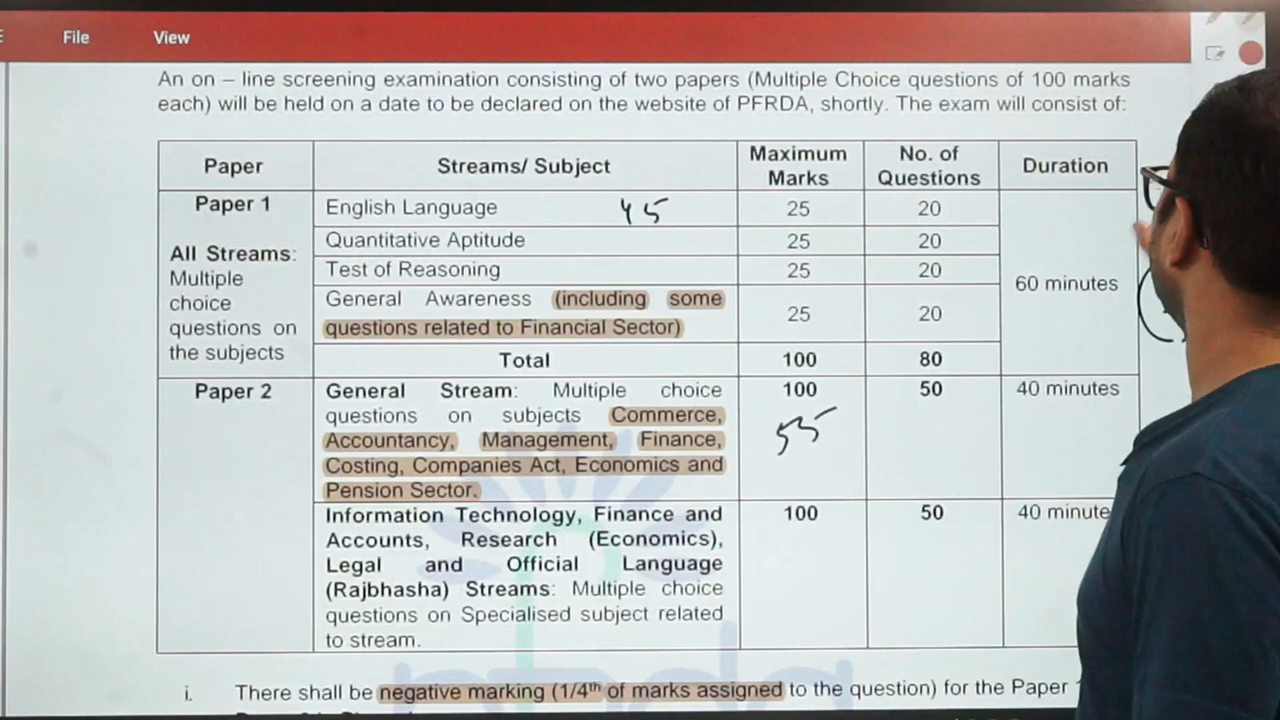 File View
An on – line screening examination consisting of two papers (Multiple Choice questions of 100 marks
each) will be held on a date to be declared on the website of PFRDA, shortly. The exam will consist of:
Paper Streams/ Subject Maximum Marks No. of Questions Duration
Paper 1
All Streams:
Multiple
choice
questions on
the subjects
English Language 45 25 20
Quantitative Aptitude 25 20
Test of Reasoning 25 20
General Awareness (including some
questions related to Financial Sector) 25 20
60 minutes
Total 100 80
Paper 2
General Stream: Multiple choice 100 50 40 minutes
questions on subjects Commerce,
Accountancy, Management, Finance, 55
Costing, Companies Act, Economics and
Pension Sector.
Information Technology, Finance and 100 50 40 minute
Accounts, Research (Economics),
Legal and Official Language
(Rajbhasha) Streams: Multiple choice
questions on Specialised subject related
to stream.
i. There shall be negative marking (1/4th of marks assigned to the question) for the Paper 1